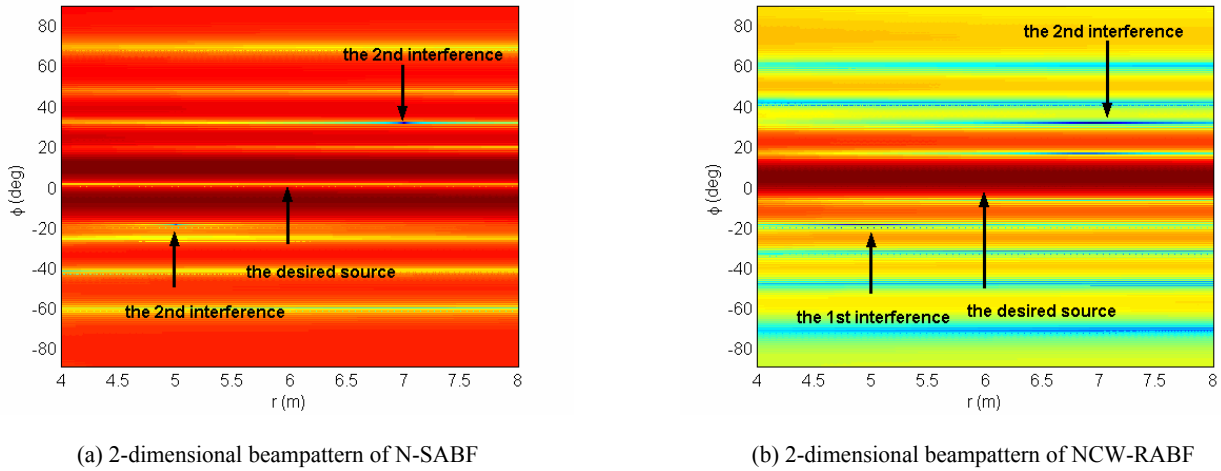 80
60
40
20
0
-20
-40
-60
-80
ϕ (deg)
the 2nd interference
the desired source
the 2nd interference
4 4.5 5 5.5 6 6.5 7 7.5 8
r (m)
(a) 2-dimensional beampattern of N-SABF
80
60
40
20
0
-20
-40
-60
-80
ϕ (deg)
the 2nd interference
the 1st interference
the desired source
4 4.5 5 5.5 6 6.5 7 7.5 8
r (m)
(b) 2-dimensional beampattern of NCW-RABF